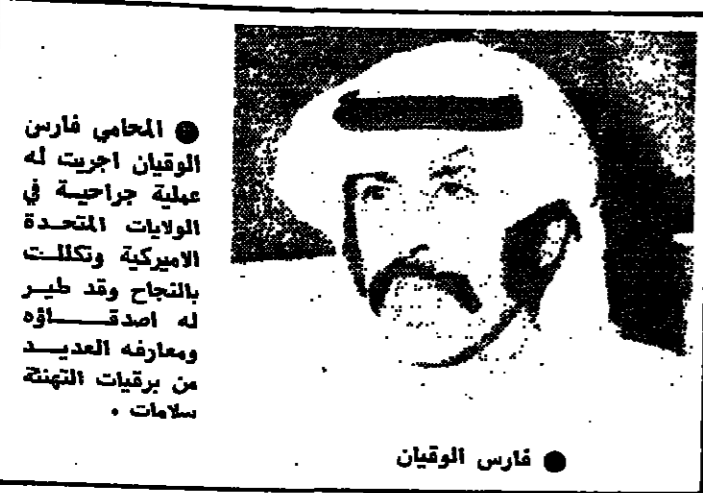 ● المحامي فارس
الوقيان اجريت له
عملية جراحية في
الولايات المتحدة
الاميركية وتكللت
بالنجاح وقد طير
له اصدقاؤه
ومعارفه العديد
من برقيات التهنئة
سلامات .
● فارس الوقيان